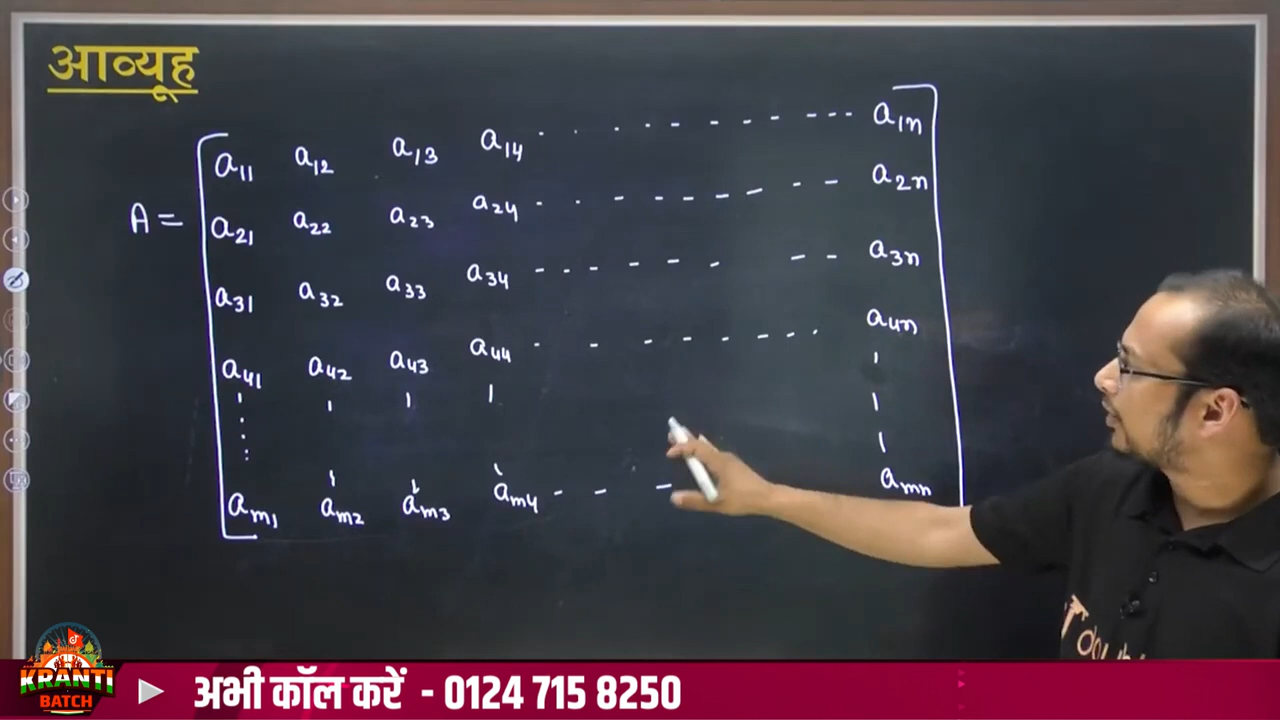 आव्यूह
a11 a12 a13 a14 · · · - - - - - - - - a1n
A = a21 a22 a23 a24 - · - - - - - - - a2n
a31 a32 a33 a34 - - - - - - - - - a3n
a41 a42 a43 a44 - - - - - - - · a4n
am1 am2 am3 am4 - - - amn
KRANTI
BATCH
अभी कॉल करें - 0124 715 8250